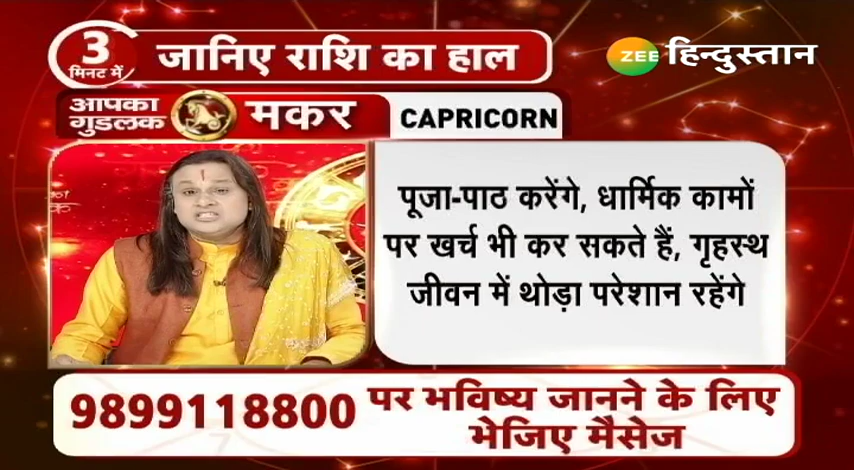 3 मिनट में
जानिए राशि का हाल
ZEE हिन्दुस्तान
आपका
गुडलक
मकर
CAPRICORN
पूजा-पाठ करेंगे, धार्मिक कामों
पर खर्च भी कर सकते हैं, गृहस्थ
जीवन में थोड़ा परेशान रहेंगे
9899118800 पर भविष्य जानने के लिए
भेजिए मैसेज